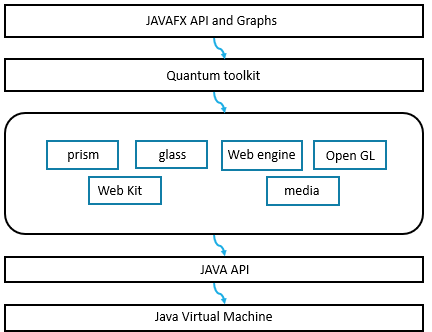 JAVAFX API and Graphs
Quantum toolkit
prism
glass
Web engine
Open GL
Web Kit
media
JAVA API
Java Virtual Machine